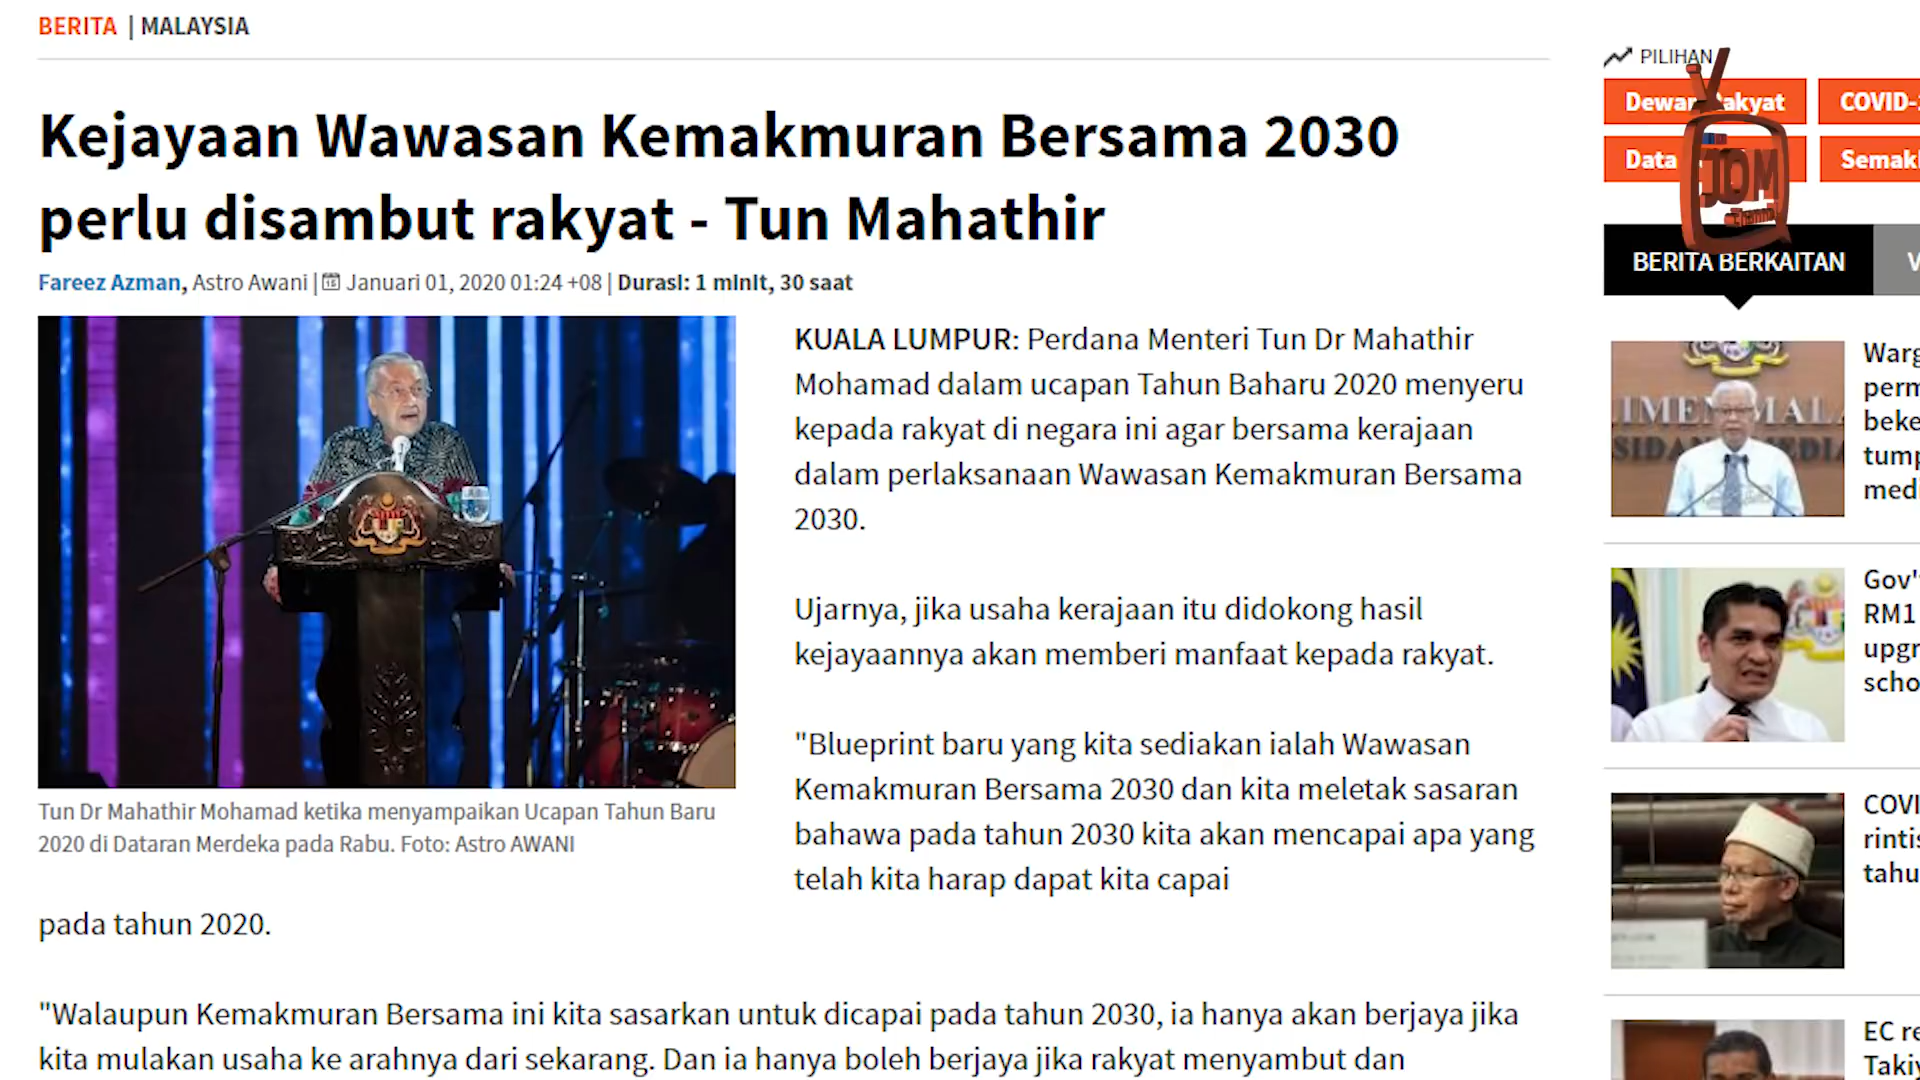 BERITA | MALAYSIA
Kejayaan Wawasan Kemakmuran Bersama 2030
perlu disambut rakyat - Tun Mahathir
Fareez Azman, Astro Awani | Januari 01, 2020 01:24 +08 | Durasi: 1 minit, 30 saat
KUALA LUMPUR: Perdana Menteri Tun Dr Mahathir
Mohamad dalam ucapan Tahun Baharu 2020 menyeru
kepada rakyat di negara ini agar bersama kerajaan
dalam perlaksanaan Wawasan Kemakmuran Bersama
2030.
Ujarnya, jika usaha kerajaan itu didokong hasil
kejayaannya akan memberi manfaat kepada rakyat.
"Blueprint baru yang kita sediakan ialah Wawasan
Kemakmuran Bersama 2030 dan kita meletak sasaran
bahawa pada tahun 2030 kita akan mencapai apa yang
telah kita harap dapat kita capai
pada tahun 2020.
"Walaupun Kemakmuran Bersama ini kita sasarkan untuk dicapai pada tahun 2030, ia hanya akan berjaya jika
kita mulakan usaha ke arahnya dari sekarang. Dan ia hanya boleh berjaya jika rakyat menyambut dan
Tun Dr Mahathir Mohamad ketika menyampaikan Ucapan Tahun Baru
2020 di Dataran Merdeka pada Rabu. Foto: Astro AWANI
PILIHAN
Dewan Rakyat
COVID-
Data
Semak
JOM
Channel
BERITA BERKAITAN
V
Warg
perm
beke
tump
medi
Gov'
RM1
upgr
scho
COVI
rintis
tahu
EC re
Takiy